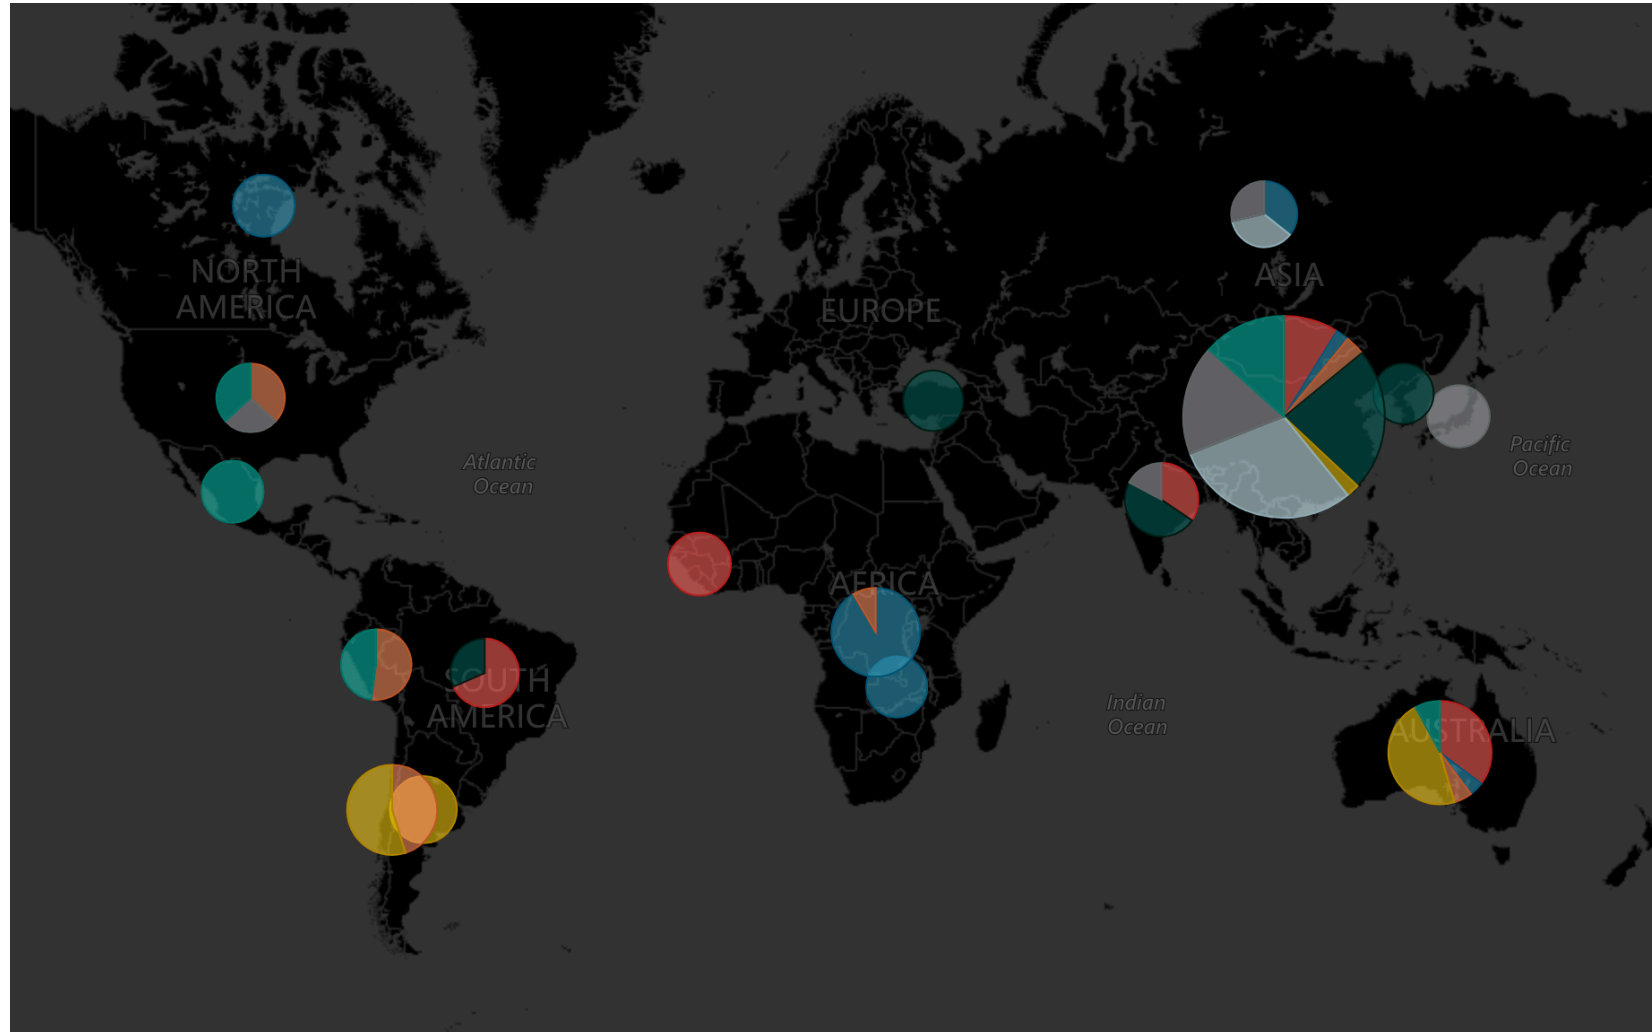 NORTH
AMERICA
EUROPE
ASIA
Atlantic
Ocean
Pacific
Ocean
AFRICA
SOUTH
AMERICA
Indian
Ocean
AUSTRALIA